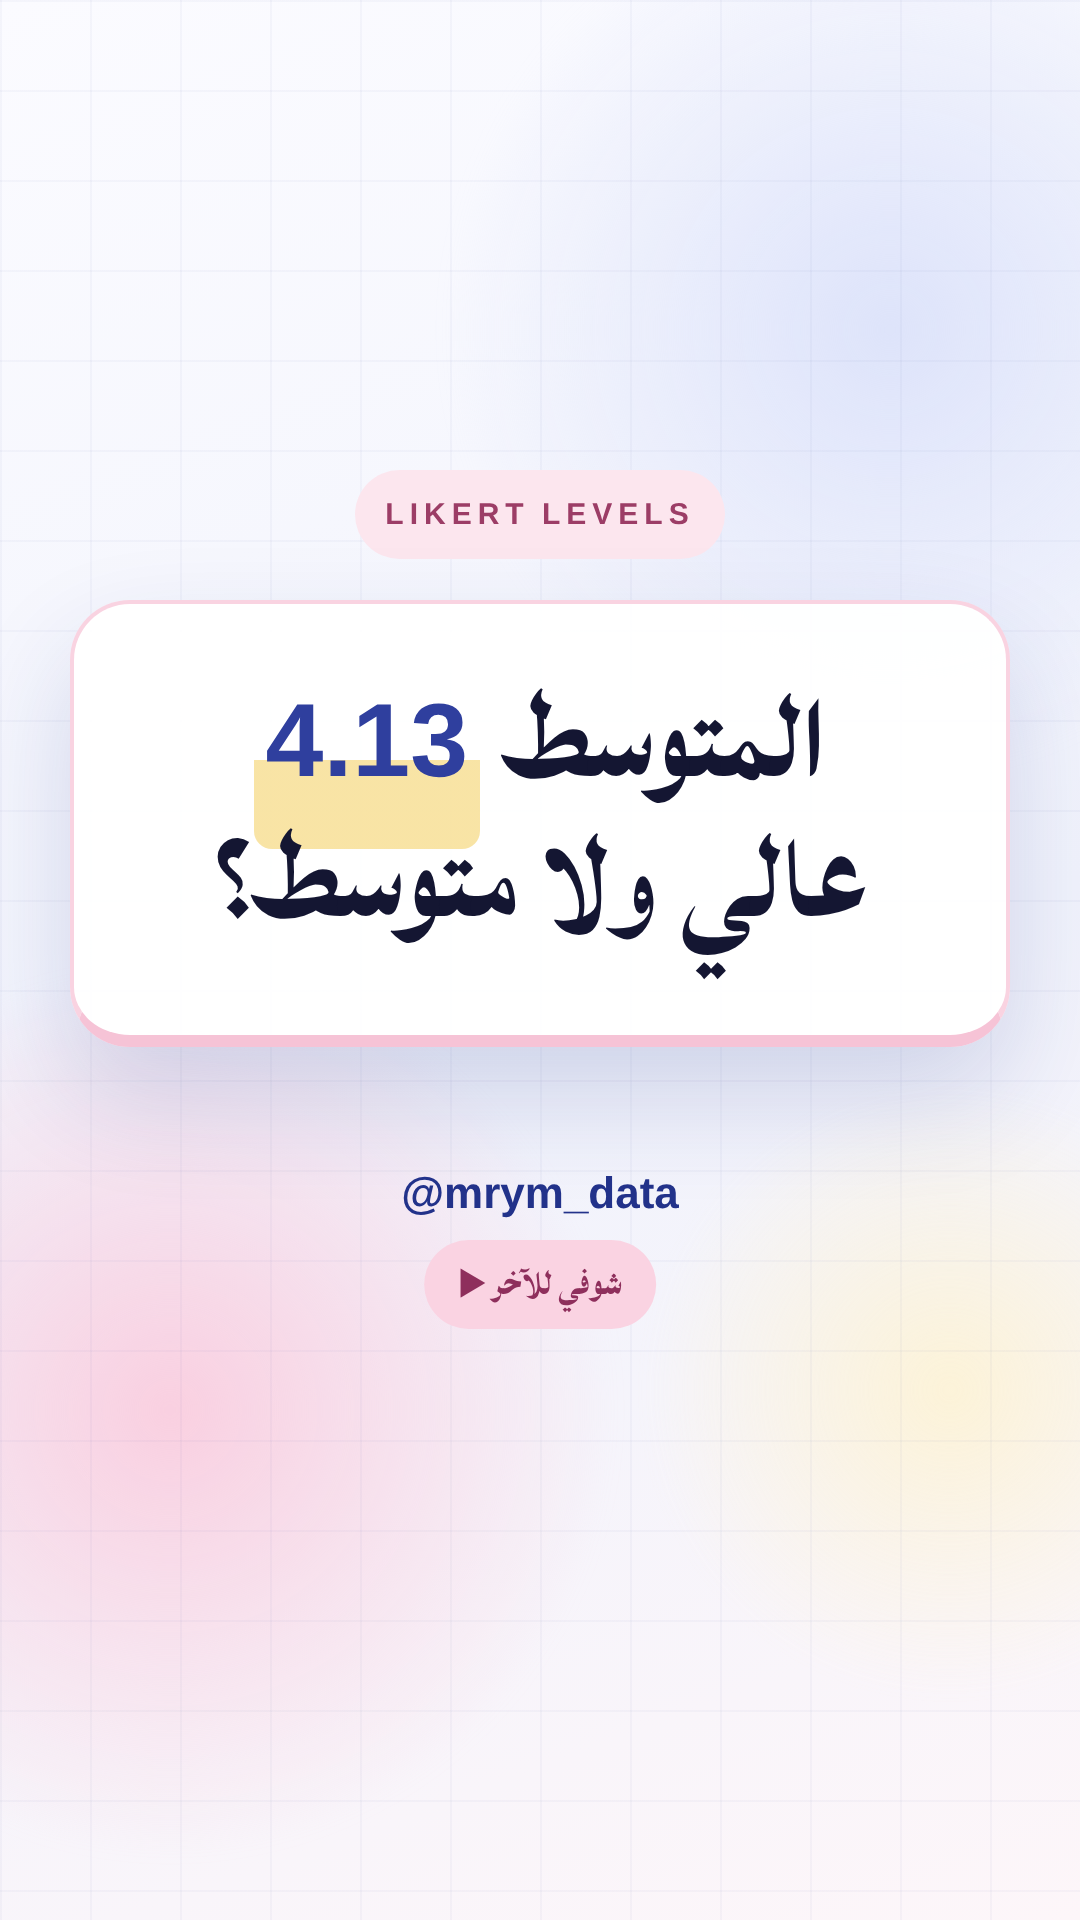 LIKERT LEVELS
المتوسط 4.13
عالي ولا متوسط؟
@mrym_data
شوفي للآخر ▶